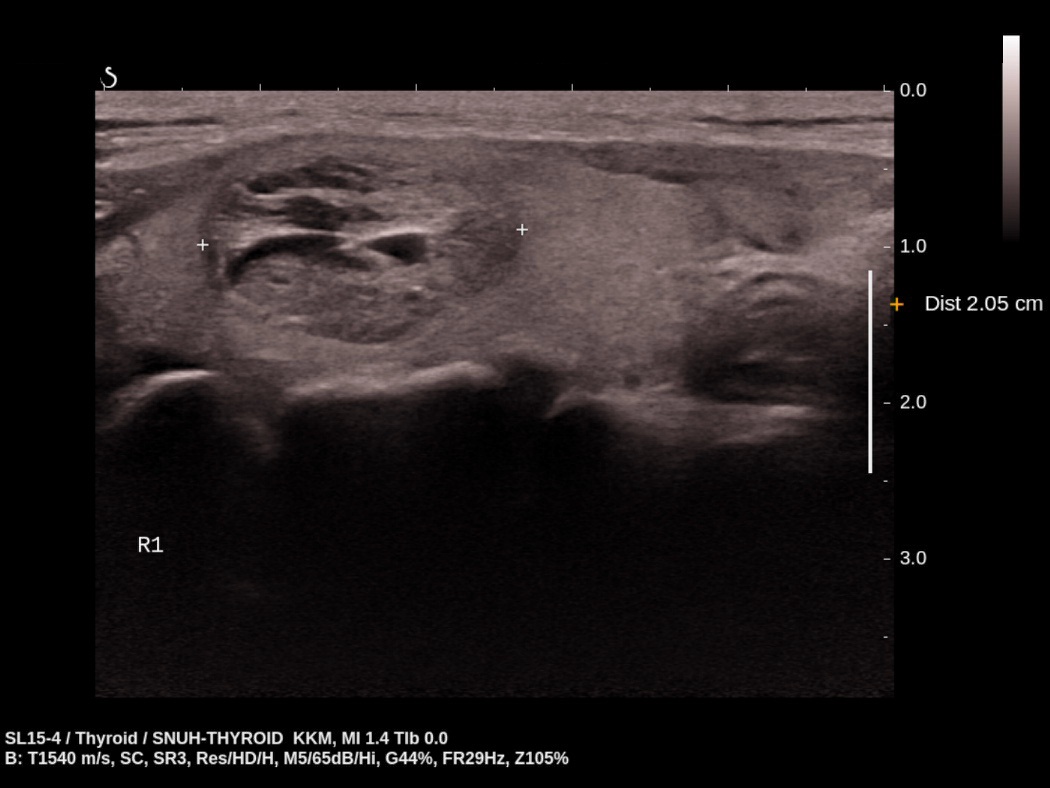 S
0.0
1.0
Dist 2.05 cm
2.0
R1
3.0
SL15-4 / Thyroid / SNUH-THYROID KKM, MI 1.4 TIb 0.0
B: T1540 m/s, SC, SR3, Res/HD/H, M5/65dB/Hi, G44%, FR29Hz, Z105%